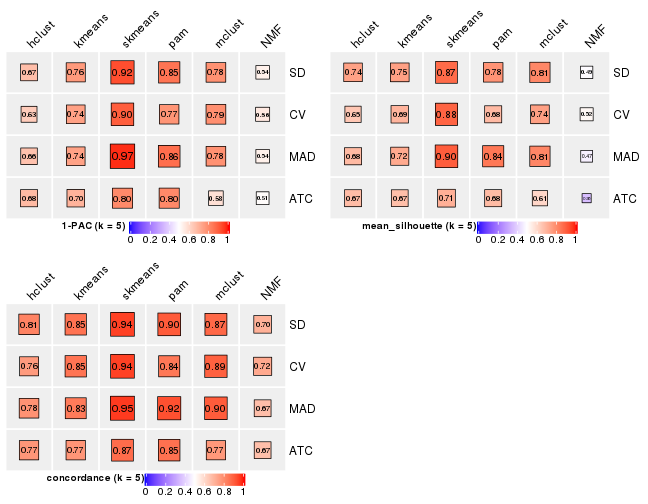 hclust kmeans skmeans pam mclust NMF
0.67 0.76 0.92 0.85 0.78 0.54 SD
0.63 0.74 0.90 0.77 0.79 0.56 CV
0.66 0.74 0.97 0.86 0.78 0.54 MAD
0.68 0.70 0.80 0.80 0.58 0.51 ATC
1-PAC (k = 5) 0 0.2 0.4 0.6 0.8 1
hclust kmeans skmeans pam mclust NMF
0.74 0.75 0.87 0.78 0.81 0.49 SD
0.65 0.69 0.88 0.68 0.74 0.52 CV
0.68 0.72 0.90 0.84 0.81 0.47 MAD
0.67 0.67 0.71 0.68 0.61 ATC
mean_silhouette (k = 5) 0 0.2 0.4 0.6 0.8 1
hclust kmeans skmeans pam mclust NMF
0.81 0.85 0.94 0.90 0.87 0.70 SD
0.76 0.85 0.94 0.84 0.89 0.72 CV
0.78 0.83 0.95 0.92 0.90 0.67 MAD
0.77 0.77 0.87 0.85 0.77 0.67 ATC
concordance (k = 5) 0 0.2 0.4 0.6 0.8 1